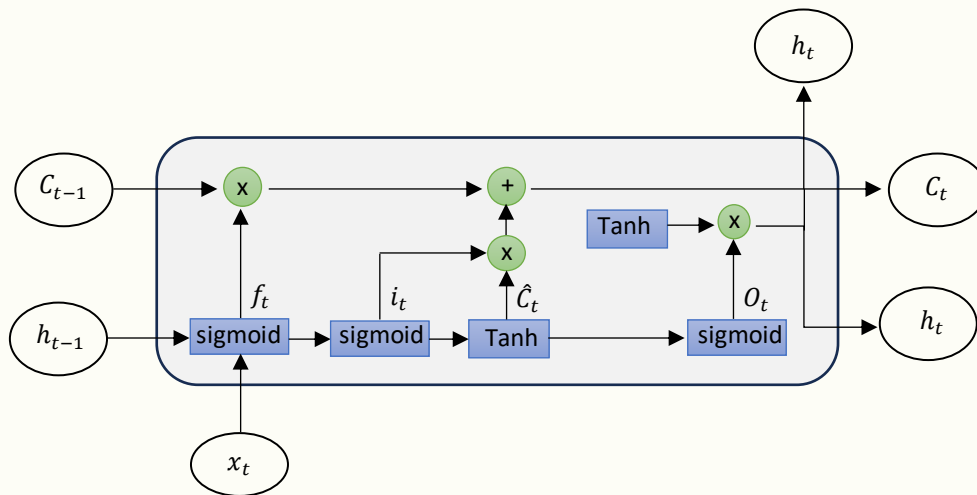 h_t
C_{t-1}
x
+
C_t
Tanh
x
x
f_t
i_t
Ĉ_t
O_t
h_{t-1}
sigmoid
sigmoid
Tanh
sigmoid
h_t
x_t